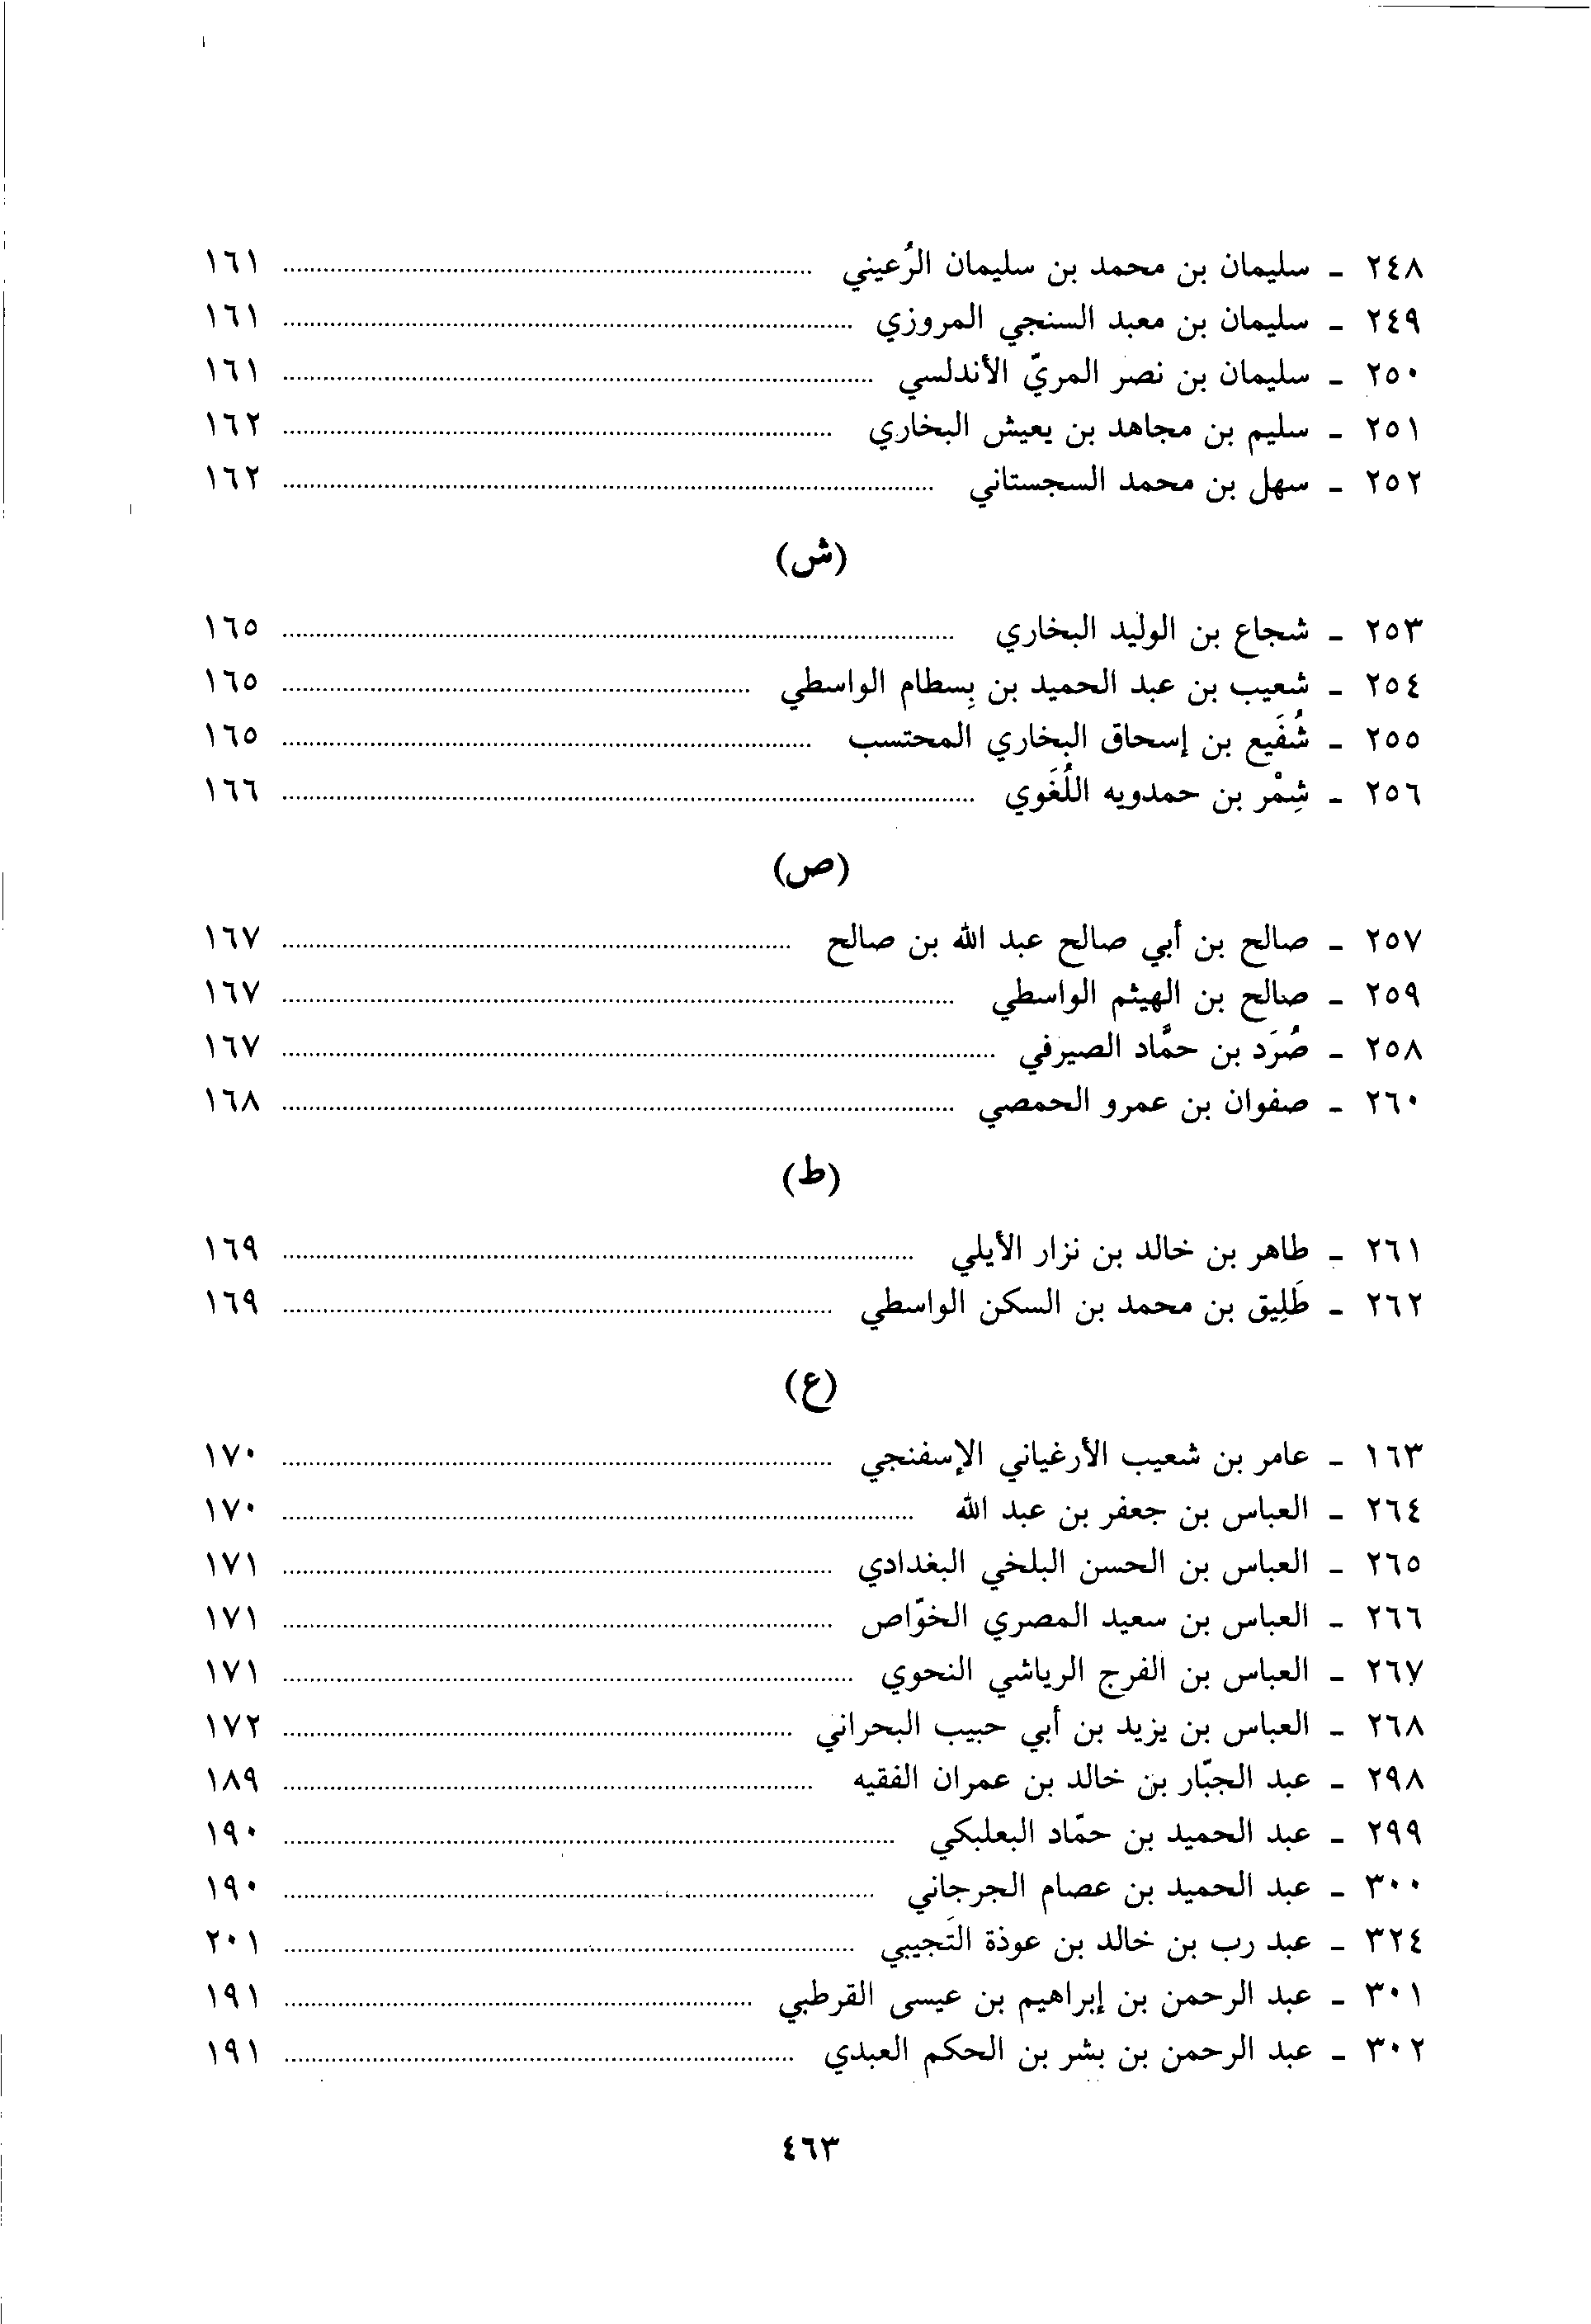 ٢٤٨ - سليمان بن محمد بن سليمان الرُعيني ........ ١٦١
٢٤٩ - سليمان بن معبد السنجي المروزي ........ ١٦١
٢٥٠ - سليمان بن نصر المريّ الأندلسي ........ ١٦١
٢٥١ - سليم بن مجاهد بن يعيش البخاري ........ ١٦٢
٢٥٢ - سهل بن محمد السجستاني ........ ١٦٢
(ش)
٢٥٣ - شجاع بن الوليد البخاري ........ ١٦٥
٢٥٤ - شعيب بن عبد الحميد بن بِسطام الواسطي ........ ١٦٥
٢٥٥ - شُفَيع بن إسحاق البخاري المحتسب ........ ١٦٥
٢٥٦ - شِمْر بن حمدويه اللُغَوي ........ ١٦٦
(ص)
٢٥٧ - صالح بن أبي صالح عبد الله بن صالح ........ ١٦٧
٢٥٩ - صالح بن الهيثم الواسطي ........ ١٦٧
٢٥٨ - صُرَد بن حمَّاد الصيرفي ........ ١٦٧
٢٦٠ - صفوان بن عمرو الحمصي ........ ١٦٨
(ط)
٢٦١ - طاهر بن خالد بن نزار الأيلي ........ ١٦٩
٢٦٢ - طَلِيق بن محمد بن السكن الواسطي ........ ١٦٩
(ع)
١٦٣ - عامر بن شعيب الأرغياني الإسفنجي ........ ١٧٠
٢٦٤ - العباس بن جعفر بن عبد الله ........ ١٧٠
٢٦٥ - العباس بن الحسن البلخي البغدادي ........ ١٧١
٢٦٦ - العباس بن سعيد المصري الخوّاص ........ ١٧١
٢٦٧ - العباس بن الفرج الرياشي النحوي ........ ١٧١
٢٦٨ - العباس بن يزيد بن أبي حبيب البحراني ........ ١٧٢
٢٩٨ - عبد الجبّار بن خالد بن عمران الفقيه ........ ١٨٩
٢٩٩ - عبد الحميد بن حمّاد البعلبكي ........ ١٩٠
٣٠٠ - عبد الحميد بن عصام الجرجاني ........ ١٩٠
٣٢٤ - عبد رب بن خالد بن عوذة التَجيبي ........ ٢٠١
٣٠١ - عبد الرحمن بن إبراهيم بن عيسى القرطبي ........ ١٩١
٣٠٢ - عبد الرحمن بن بشر بن الحكم العبدي ........ ١٩١
٤٦٣